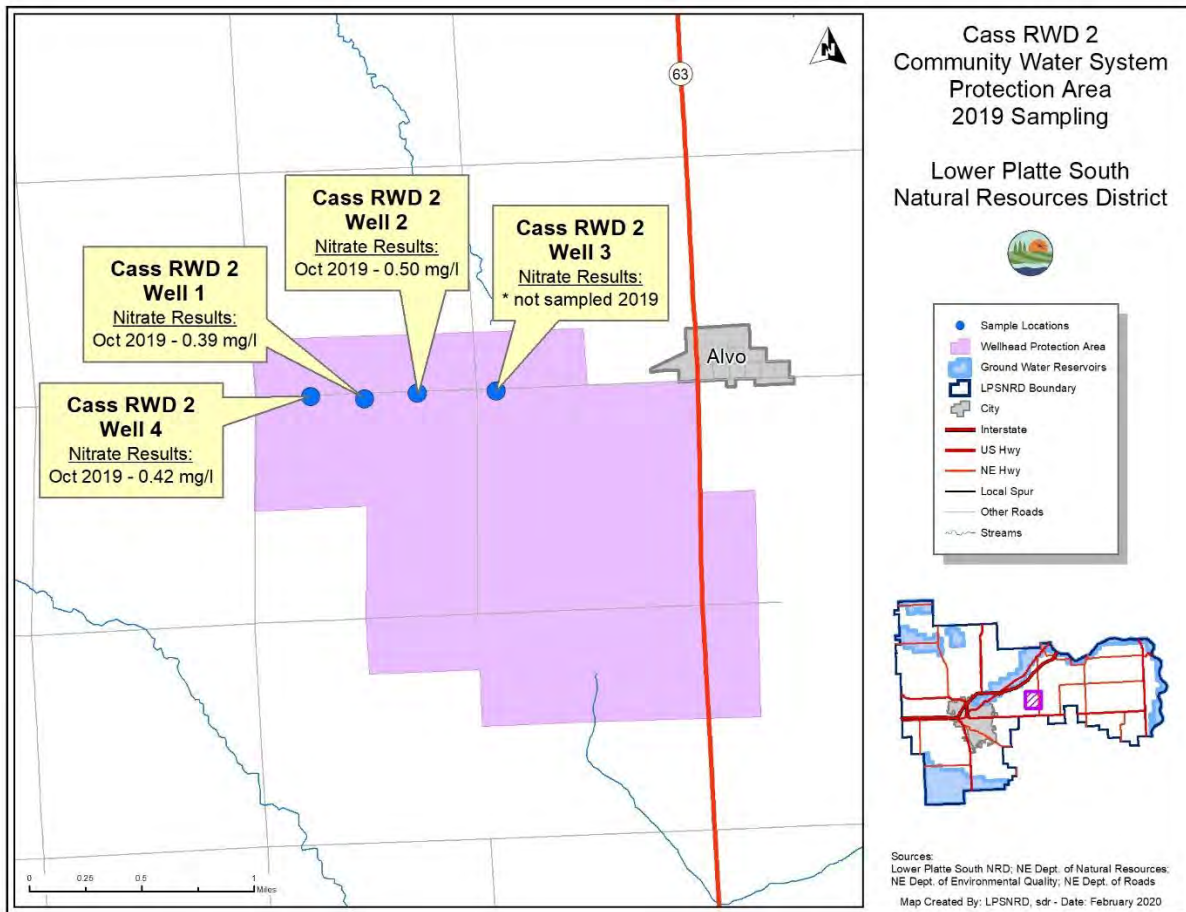 Cass RWD 2
Community Water System
Protection Area
2019 Sampling
Lower Platte South
Natural Resources District
N
63
Cass RWD 2
Well 2
Nitrate Results:
Oct 2019 - 0.50 mg/l
Cass RWD 2
Well 3
Nitrate Results:
* not sampled 2019
Cass RWD 2
Well 1
Nitrate Results:
Oct 2019 - 0.39 mg/l
Cass RWD 2
Well 4
Nitrate Results:
Oct 2019 - 0.42 mg/l
Alvo
Sample Locations
Wellhead Protection Area
Ground Water Reservoirs
LPSNRD Boundary
City
Interstate
US Hwy
NE Hwy
Local Spur
Other Roads
Streams
0 0.25 0.5 1
Miles
Sources:
Lower Platte South NRD; NE Dept. of Natural Resources;
NE Dept. of Environmental Quality; NE Dept. of Roads
Map Created By: LPSNRD, sdr - Date: February 2020